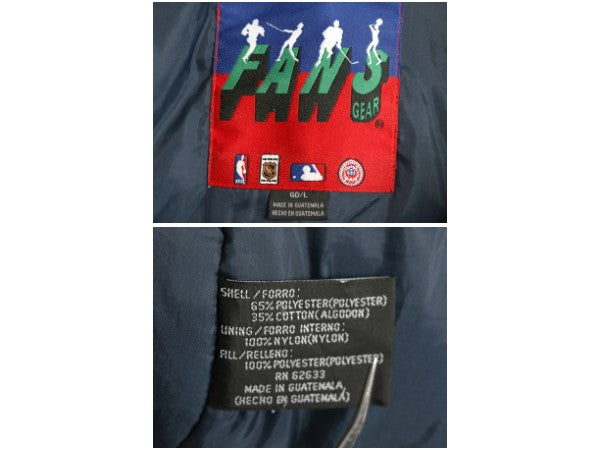 FANS
GEAR
GD/L
MADE IN GUATEMALA
HECHO EN GUATEMALA
SHELL/FORRO:
65% POLYESTER(POLYESTER)
35% COTTON(ALGODON)
LINING/FORRO INTERNO:
100% NYLON(NYLON)
FILL/RELLENO:
100% POLYESTER(POLYESTER)
RN 62633
MADE IN GUATEMALA,
(HECHO EN GUATEMALA)